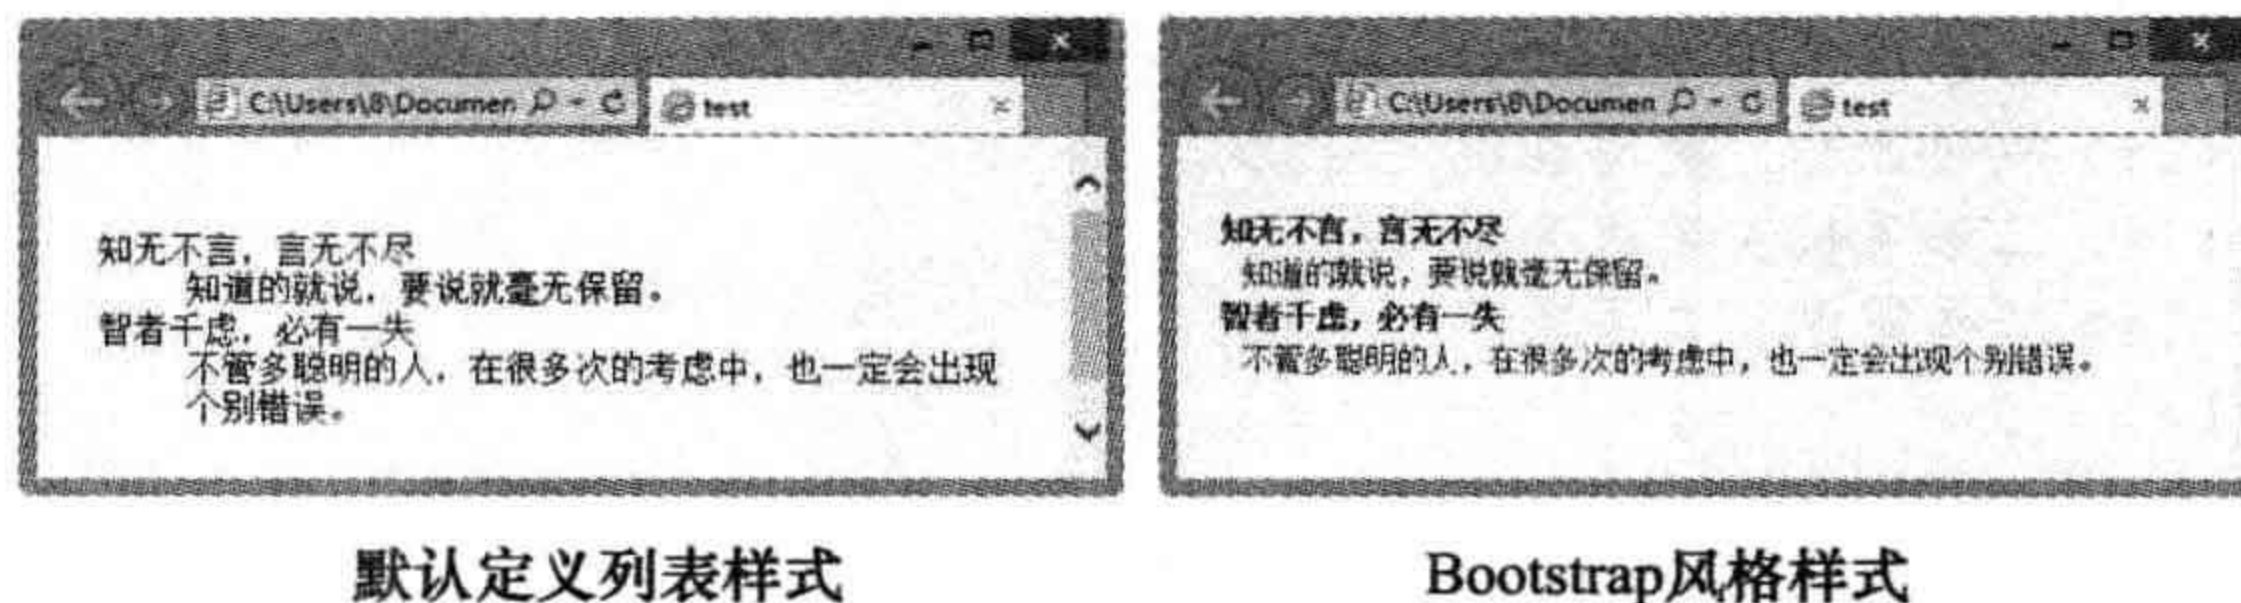 C:\Users\8\Documen
test
知无不言，言无不尽
知道的就说，要说就毫无保留。
智者千虑，必有一失
不管多聪明的人，在很多次的考虑中，也一定会出现
个别错误。
默认定义列表样式
C:\Users\8\Documen
test
知无不言，言无不尽
知道的就说，要说就毫无保留。
智者千虑，必有一失
不管多聪明的人，在很多次的考虑中，也一定会出现个别错误。
Bootstrap风格样式